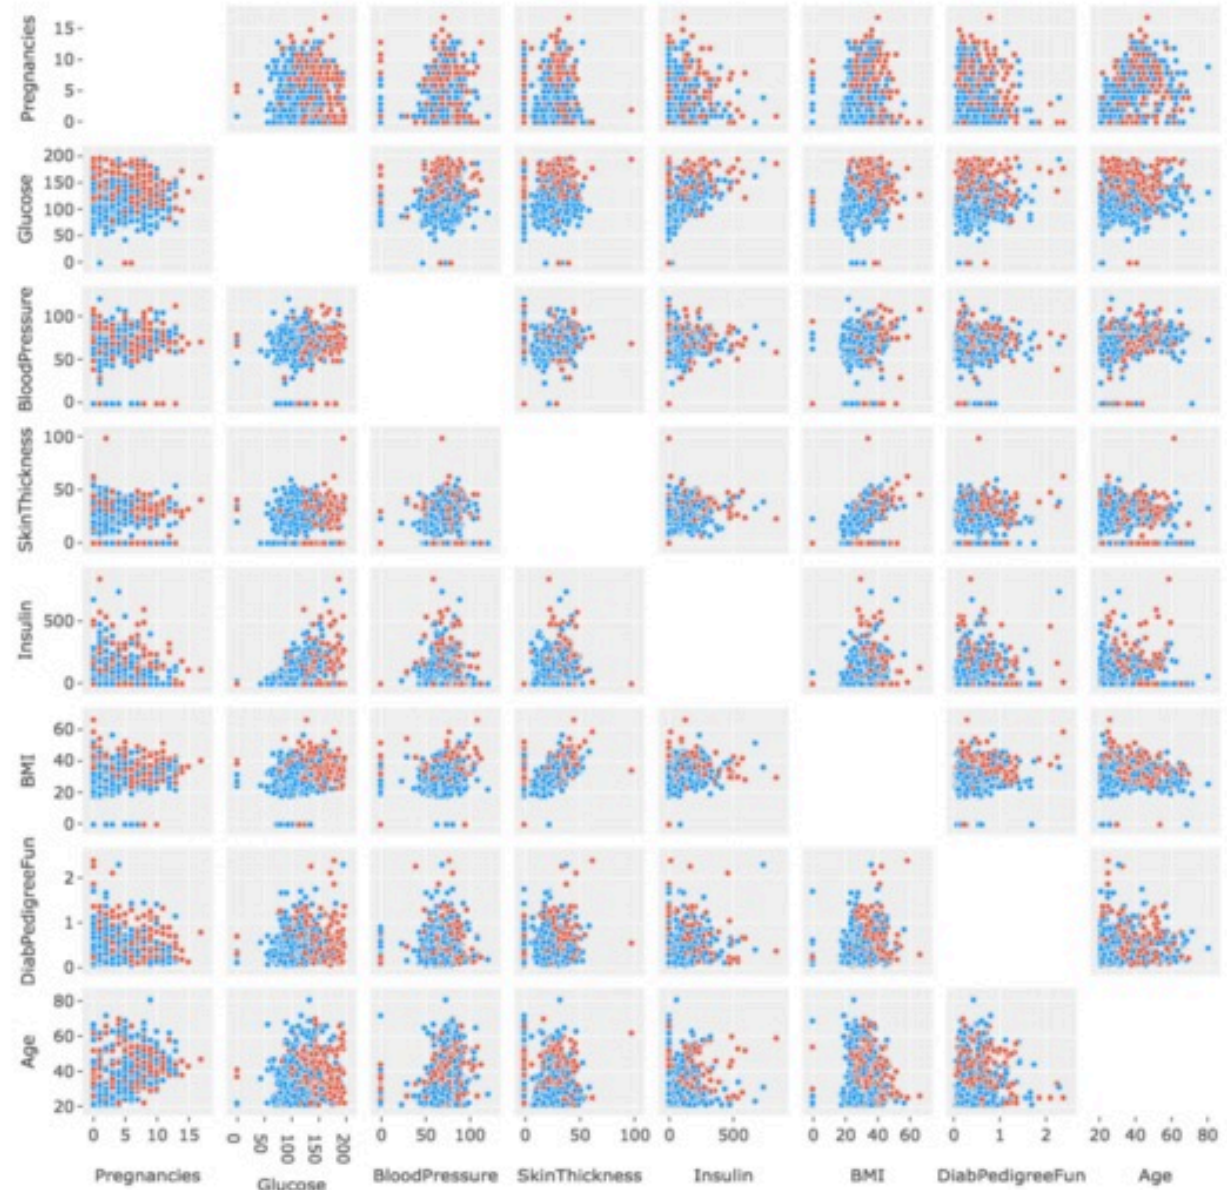 Pregnancies
15
10
5
0
Glucose
200
150
100
50
0
BloodPressure
100
50
0
SkinThickness
100
50
0
Insulin
500
0
BMI
60
40
20
0
DiabPedigreeFun
2
1
0
Age
80
60
40
20
0 5 10 15
0 50 100 150 200
0 50 100
0 50 100
0 500
0 20 40 60
0 1 2
20 40 60 80
Pregnancies Glucose BloodPressure SkinThickness Insulin BMI DiabPedigreeFun Age